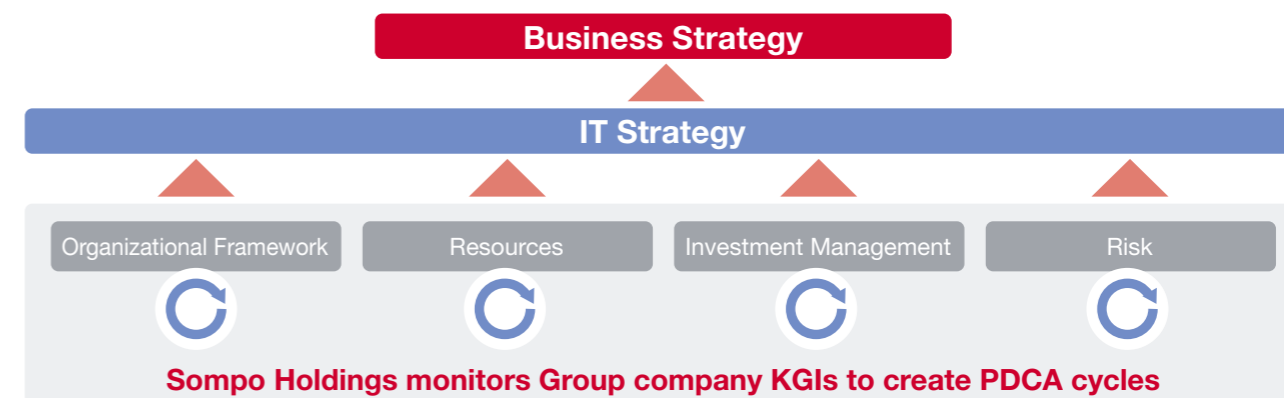 Business Strategy
IT Strategy
Organizational Framework
Resources
Investment Management
Risk
Sompo Holdings monitors Group company KGIs to create PDCA cycles